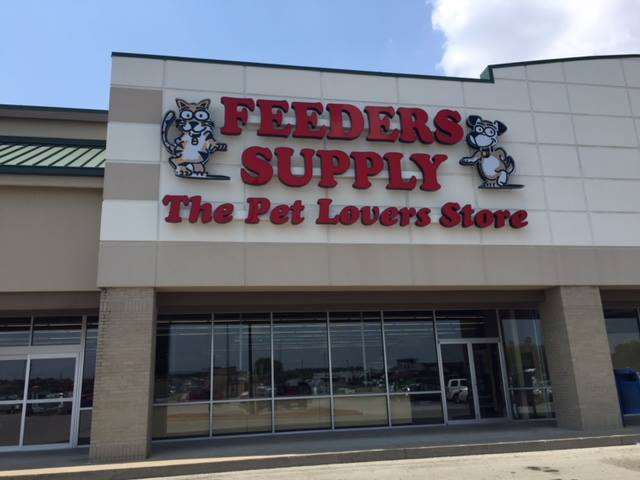 FEEDERS
SUPPLY
The Pet Lovers Store